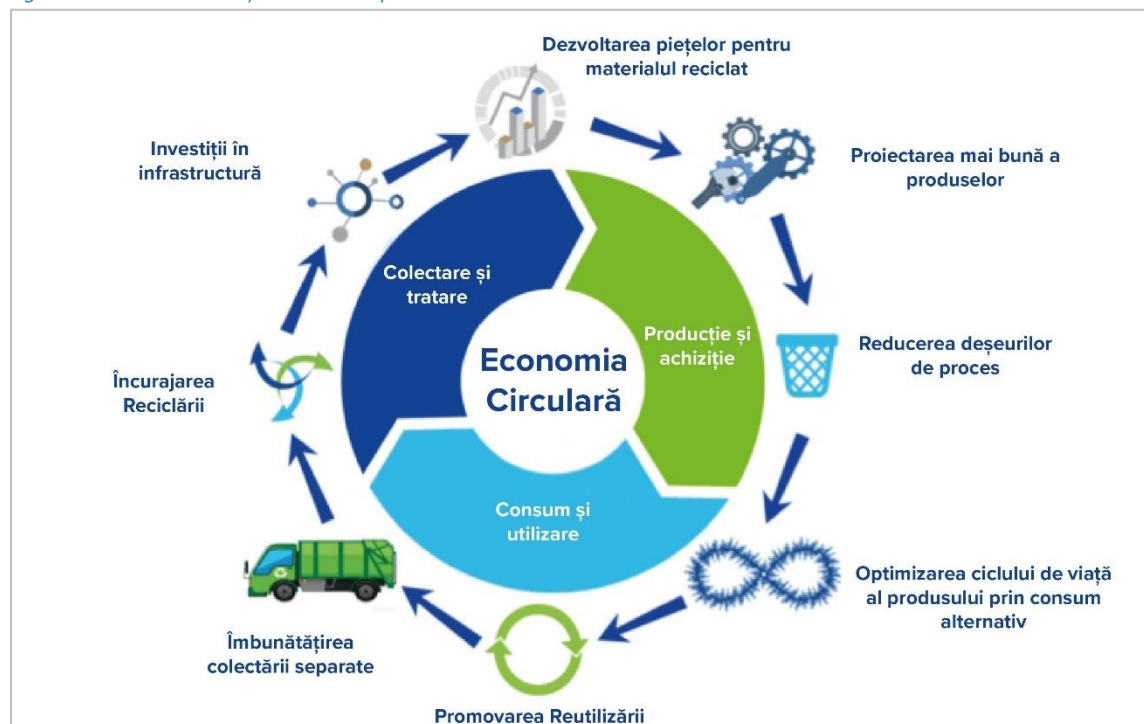 Dezvoltarea piețelor pentru
materialul reciclat
Investiții în
infrastructură
Proiectarea mai bună a
produselor
Colectare și
tratare
Producție și
achiziție
Economia
Circulară
Reducerea deșeurilor
de proces
Încurajarea
Reciclării
Consum și
utilizare
Optimizarea ciclului de viață
al produsului prin consum
alternativ
Îmbunătățirea
colectării separate
Promovarea Reutilizării